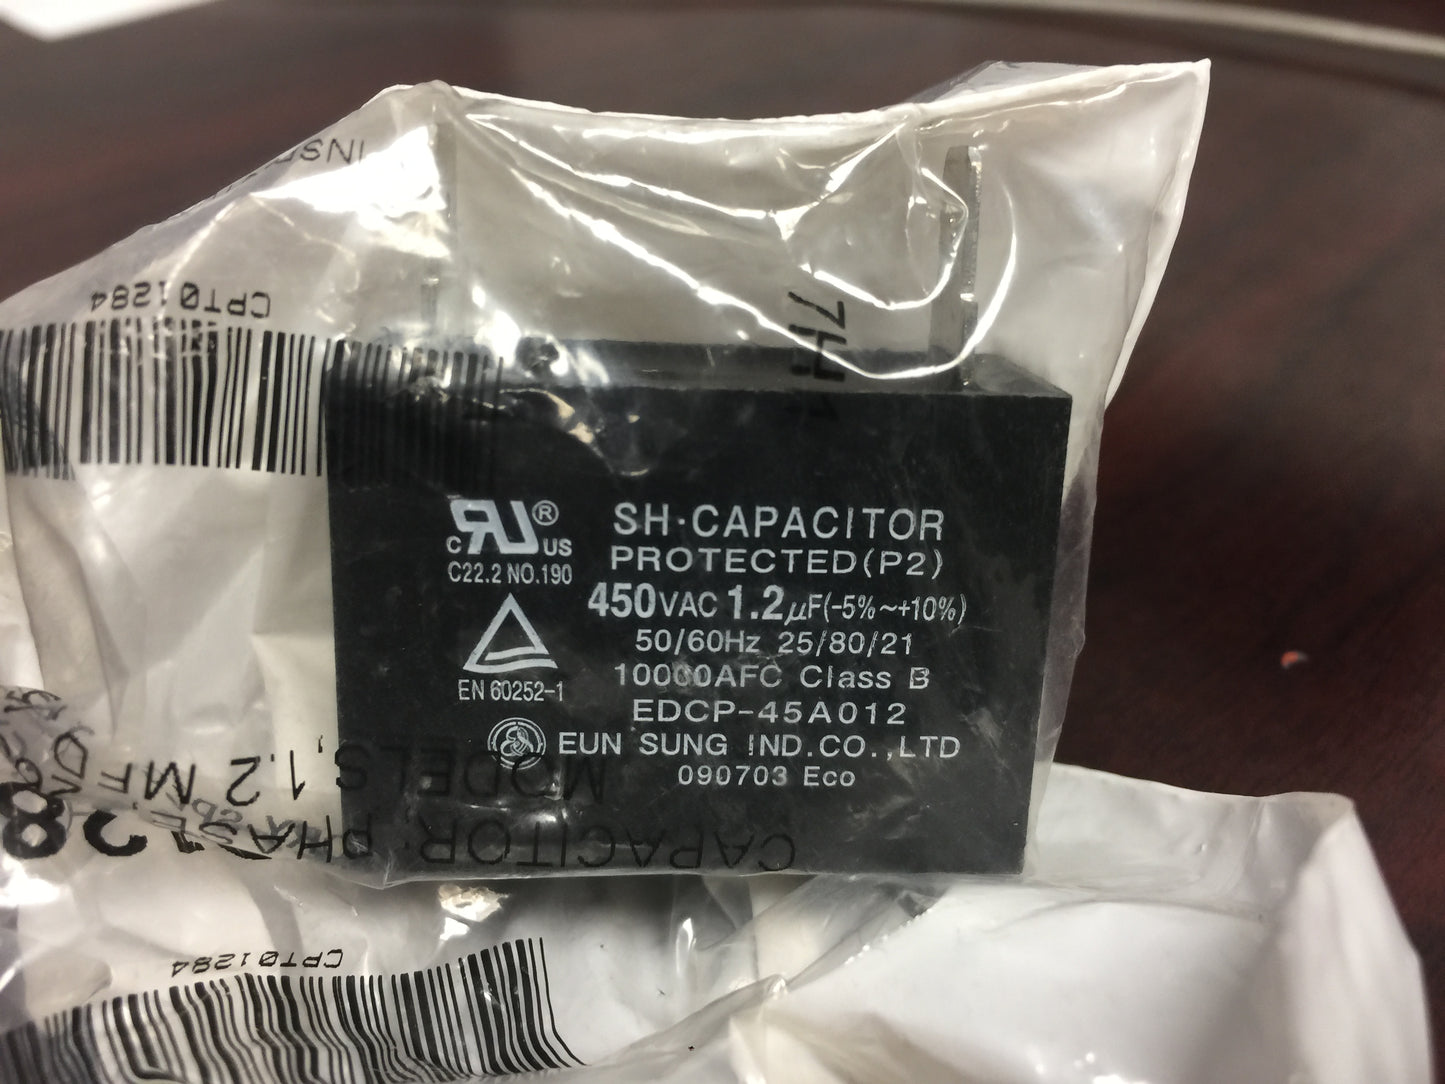 CPT01284
SH·CAPACITOR
PROTECTED(P2)
450VAC 1.2μF(-5%~+10%)
50/60Hz 25/80/21
10000AFC Class B
EDCP-45A012
EUN SUNG IND.CO.,LTD
090703 Eco
RU®
C US
C22.2 NO.190
EN 60252-1
CAPACITOR, PHASE
MODELS, 1.2 MFD
CPT01284